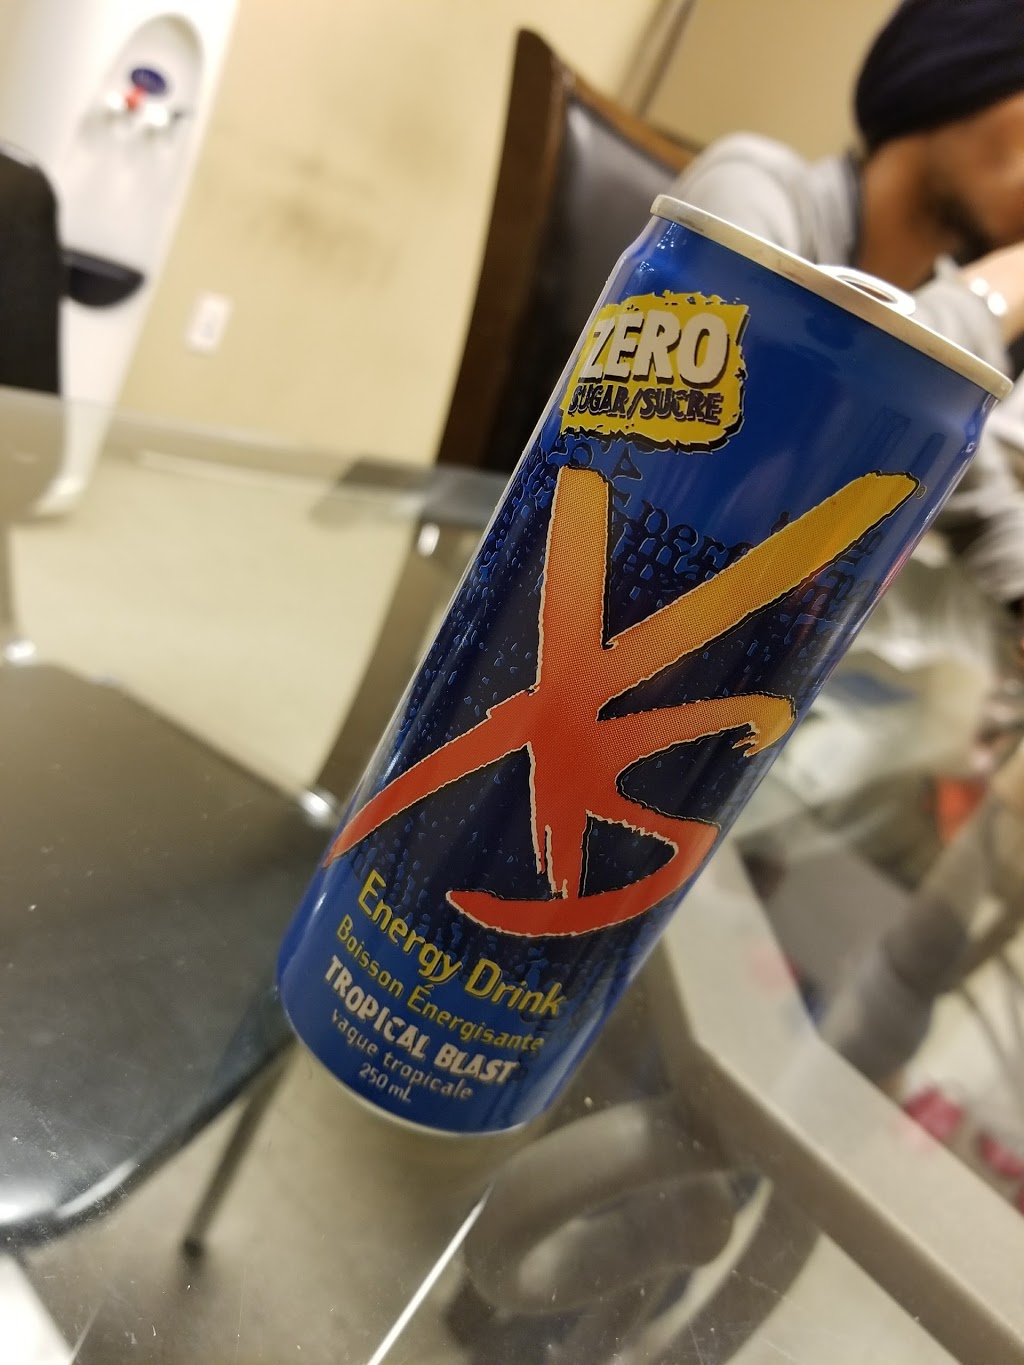 ZERO
SUGAR/SUCRE
XS
Energy Drink
Boisson Énergisante
TROPICAL BLAST
vague tropicale
250 mL